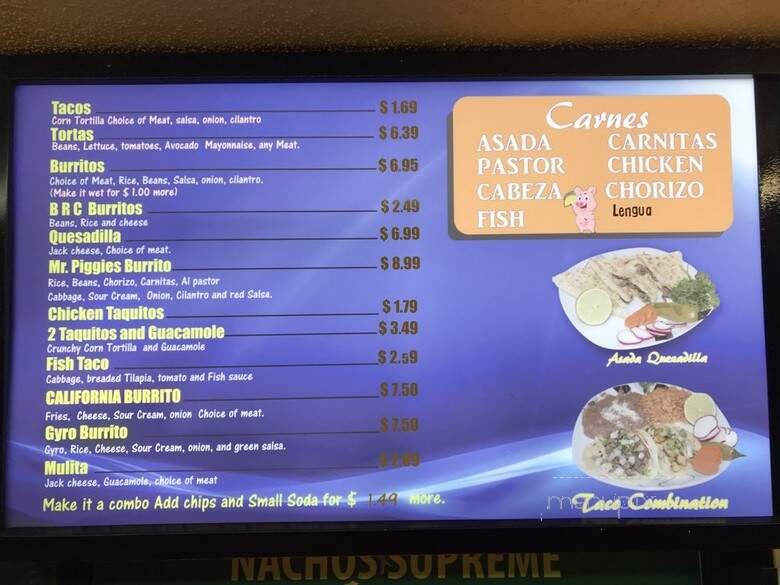 Tacos $ 1.69
Corn Tortilla Choice of Meat, salsa, onion, cilantro
Tortas $ 6.39
Beans, Lettuce, tomatoes, Avocado Mayonnaise, any Meat.
Burritos $ 6.95
Choice of Meat, Rice, Beans, Salsa, onion, cilantro.
(Make it wet for $ 1.00 more)
B R C Burritos $ 2.49
Beans, Rice and cheese
Quesadilla $ 6.99
Jack cheese, Choice of meat.
Mr. Piggies Burrito $ 8.99
Rice, Beans, Chorizo, Carnitas, Al pastor
Cabbage, Sour Cream, Onion, Cilantro and red Salsa.
Chicken Taquitos $ 1.79
2 Taquitos and Guacamole $ 3.49
Crunchy Corn Tortilla and Guacamole
Fish Taco $ 2.59
Cabbage, breaded Tilapia, tomato and Fish sauce
CALIFORNIA BURRITO $ 7.50
Fries, Cheese, Sour Cream, onion Choice of meat.
Gyro Burrito $ 7.50
Gyro, Rice, Cheese, Sour Cream, onion, and green salsa.
Mulita
Jack cheese, Guacamole, choice of meat
Make it a combo Add chips and Small Soda for $ 1.49 more.
Carnes
ASADA CARNITAS
PASTOR CHICKEN
CABEZA CHORIZO
FISH Lengua
Asada Quezadilla
Taco Combination
NACHOS SUPREME